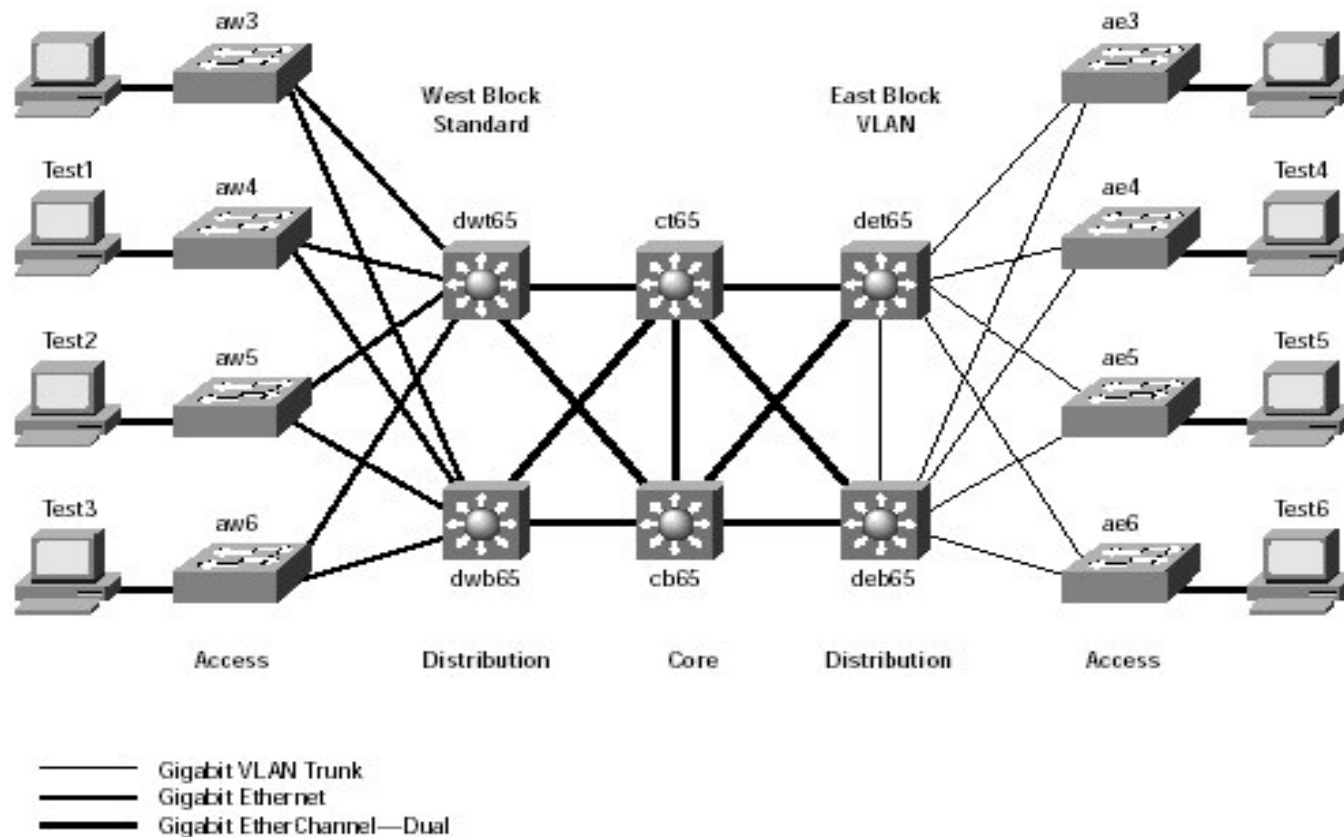 aw3
ae3
West Block
Standard
East Block
VLAN
Test1
aw4
ae4
Test4
dwt65
ct65
det65
Test2
aw5
ae5
Test5
Test3
aw6
ae6
Test6
dwb65
cb65
deb65
Access
Distribution
Core
Distribution
Access
Gigabit VLAN Trunk
Gigabit Ethernet
Gigabit EtherChannel—Dual